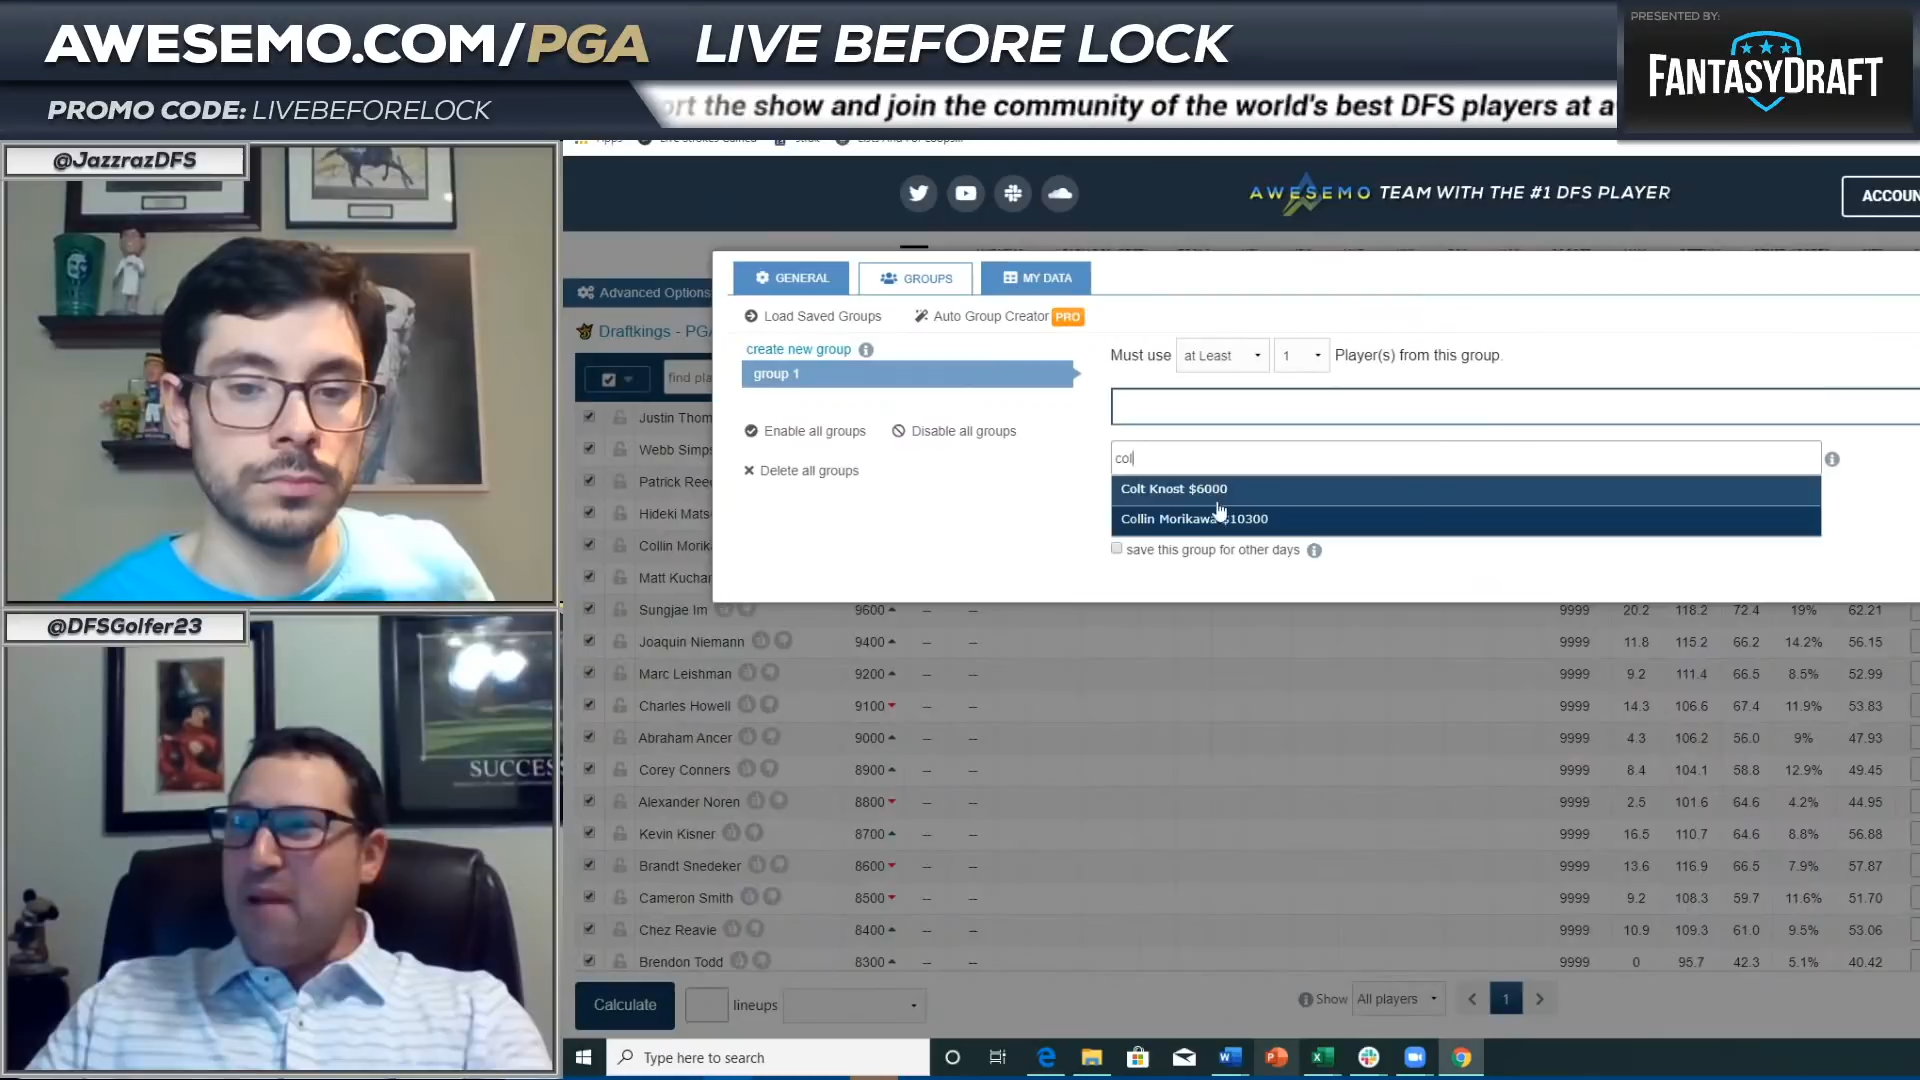 AWESEMO.COM/PGA LIVE BEFORE LOCK
PRESENTED BY:
FANTASYDRAFT
PROMO CODE: LIVEBEFORELOCK
rt the show and join the community of the world's best DFS players at a
@JazzrazDFS
AWESEMO TEAM WITH THE #1 DFS PLAYER
ACCOUN
GENERAL GROUPS MY DATA
Advanced Options
Load Saved Groups Auto Group Creator PRO
Draftkings - PGA
create new group
Must use at Least 1 Player(s) from this group.
group 1
find pla
Justin Thom
Enable all groups Disable all groups
Webb Simps
col
Delete all groups
Patrick Ree
Colt Knost $6000
Hideki Mats
Collin Morikawa $10300
Collin Morik
save this group for other days
Matt Kuchar
Sungjae Im 9600 -- -- 9999 20.2 118.2 72.4 19% 62.21
@DFSGolfer23
Joaquin Niemann 9400 -- -- 9999 11.8 115.2 66.2 14.2% 56.15
Marc Leishman 9200 -- -- 9999 9.2 111.4 66.5 8.5% 52.99
Charles Howell 9100 -- -- 9999 14.3 106.6 67.4 11.9% 53.83
Abraham Ancer 9000 -- -- 9999 4.3 106.2 56.0 9% 47.93
SUCCES
Corey Conners 8900 -- -- 9999 8.4 104.1 58.8 12.9% 49.45
Alexander Noren 8800 -- -- 9999 2.5 101.6 64.6 4.2% 44.95
Kevin Kisner 8700 -- -- 9999 16.5 110.7 64.6 8.8% 56.88
Brandt Snedeker 8600 -- -- 9999 13.6 116.9 66.5 7.9% 57.87
Cameron Smith 8500 -- -- 9999 9.2 108.3 59.7 11.6% 51.70
Chez Reavie 8400 -- -- 9999 10.9 109.3 61.0 9.5% 53.06
Brendon Todd 8300 -- -- 9999 0 95.7 42.3 5.1% 40.42
Calculate lineups Show All players 1
Type here to search